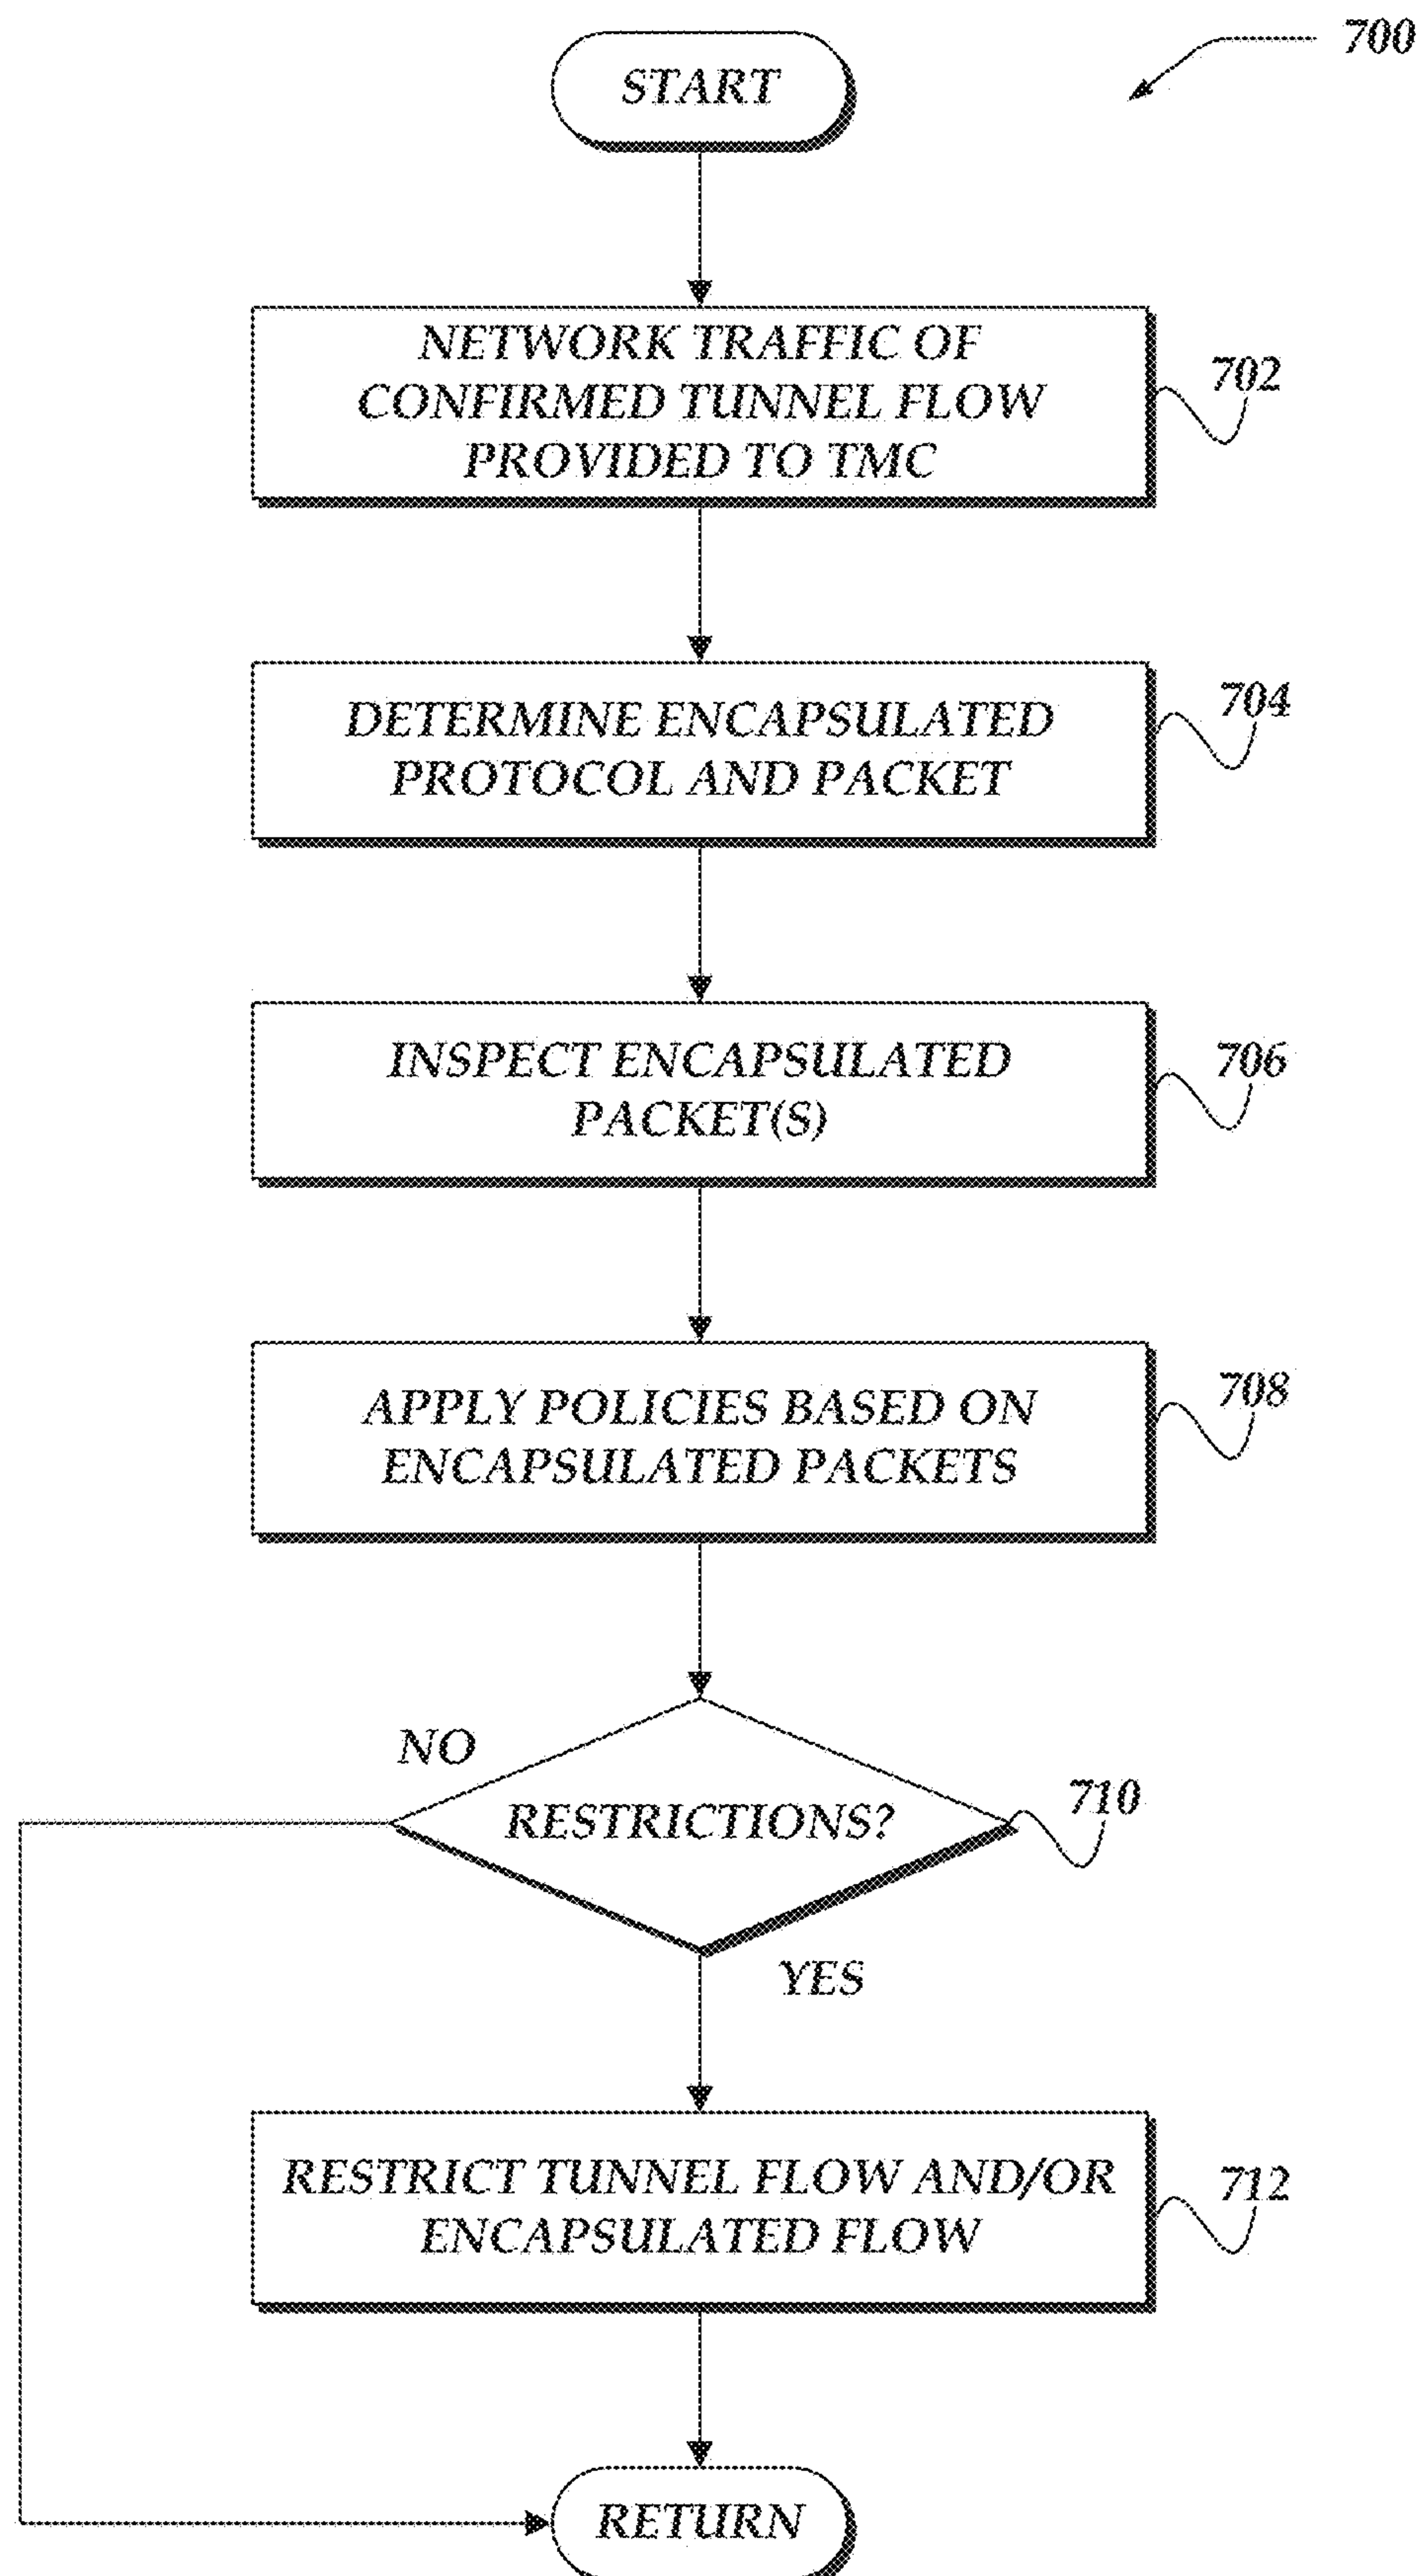 700
START
NETWORK TRAFFIC OF
CONFIRMED TUNNEL FLOW
PROVIDED TO TMC
702
DETERMINE ENCAPSULATED
PROTOCOL AND PACKET
704
INSPECT ENCAPSULATED
PACKET(S)
706
APPLY POLICIES BASED ON
ENCAPSULATED PACKETS
708
NO
RESTRICTIONS?
710
YES
RESTRICT TUNNEL FLOW AND/OR
ENCAPSULATED FLOW
712
RETURN